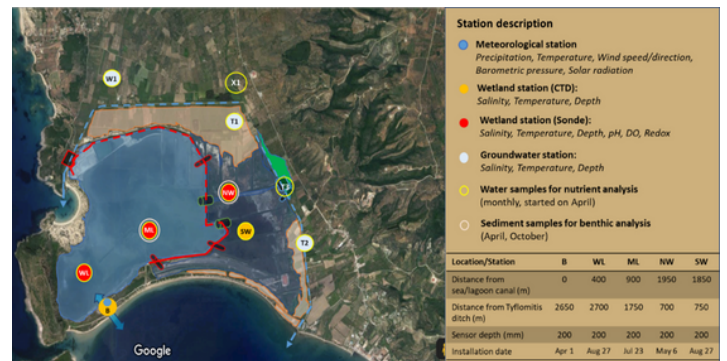 W1
X1
T1
T3
NW
ML
SW
T2
WL
B
Google
Station description
Meteorological station
Precipitation, Temperature, Wind speed/direction,
Barometric pressure, Solar radiation
Wetland station (CTD):
Salinity, Temperature, Depth
Wetland station (Sonde):
Salinity, Temperature, Depth, pH, DO, Redox
Groundwater station:
Salinity, Temperature, Depth
Water samples for nutrient analysis
(monthly, started on April)
Sediment samples for benthic analysis
(April, October)
Location/Station B WL ML NW SW
Distance from
sea/lagoon canal (m) 0 400 900 1950 1850
Distance from Tyflomitis
ditch (m) 2650 2700 1750 700 750
Sensor depth (mm) 200 200 200 200 200
Installation date Apr 1 Aug 27 Jul 23 May 6 Aug 27